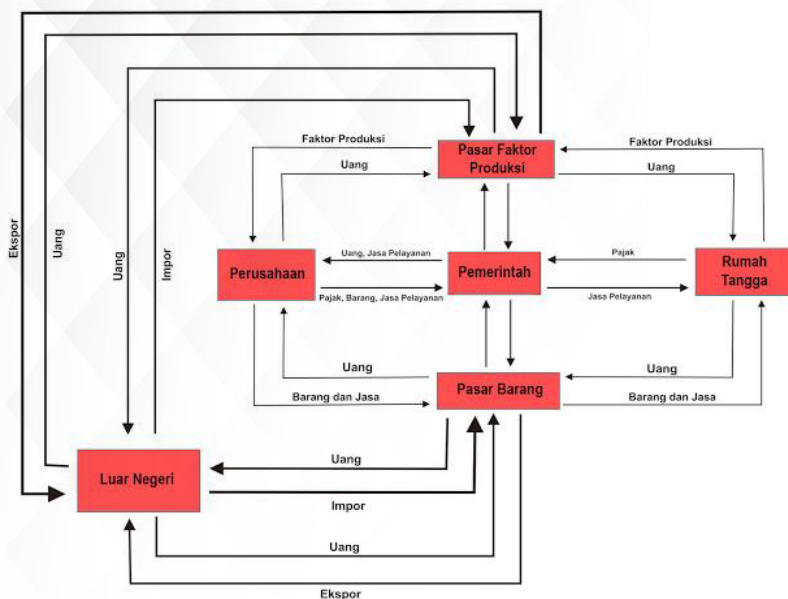 Faktor Produksi
Pasar Faktor
Produksi
Faktor Produksi
Uang
Uang
Ekspor
Uang
Uang
Impor
Perusahaan
Uang, Jasa Pelayanan
Pemerintah
Pajak
Rumah
Tangga
Pajak, Barang, Jasa Pelayanan
Jasa Pelayanan
Uang
Pasar Barang
Uang
Barang dan Jasa
Barang dan Jasa
Luar Negeri
Uang
Impor
Uang
Ekspor